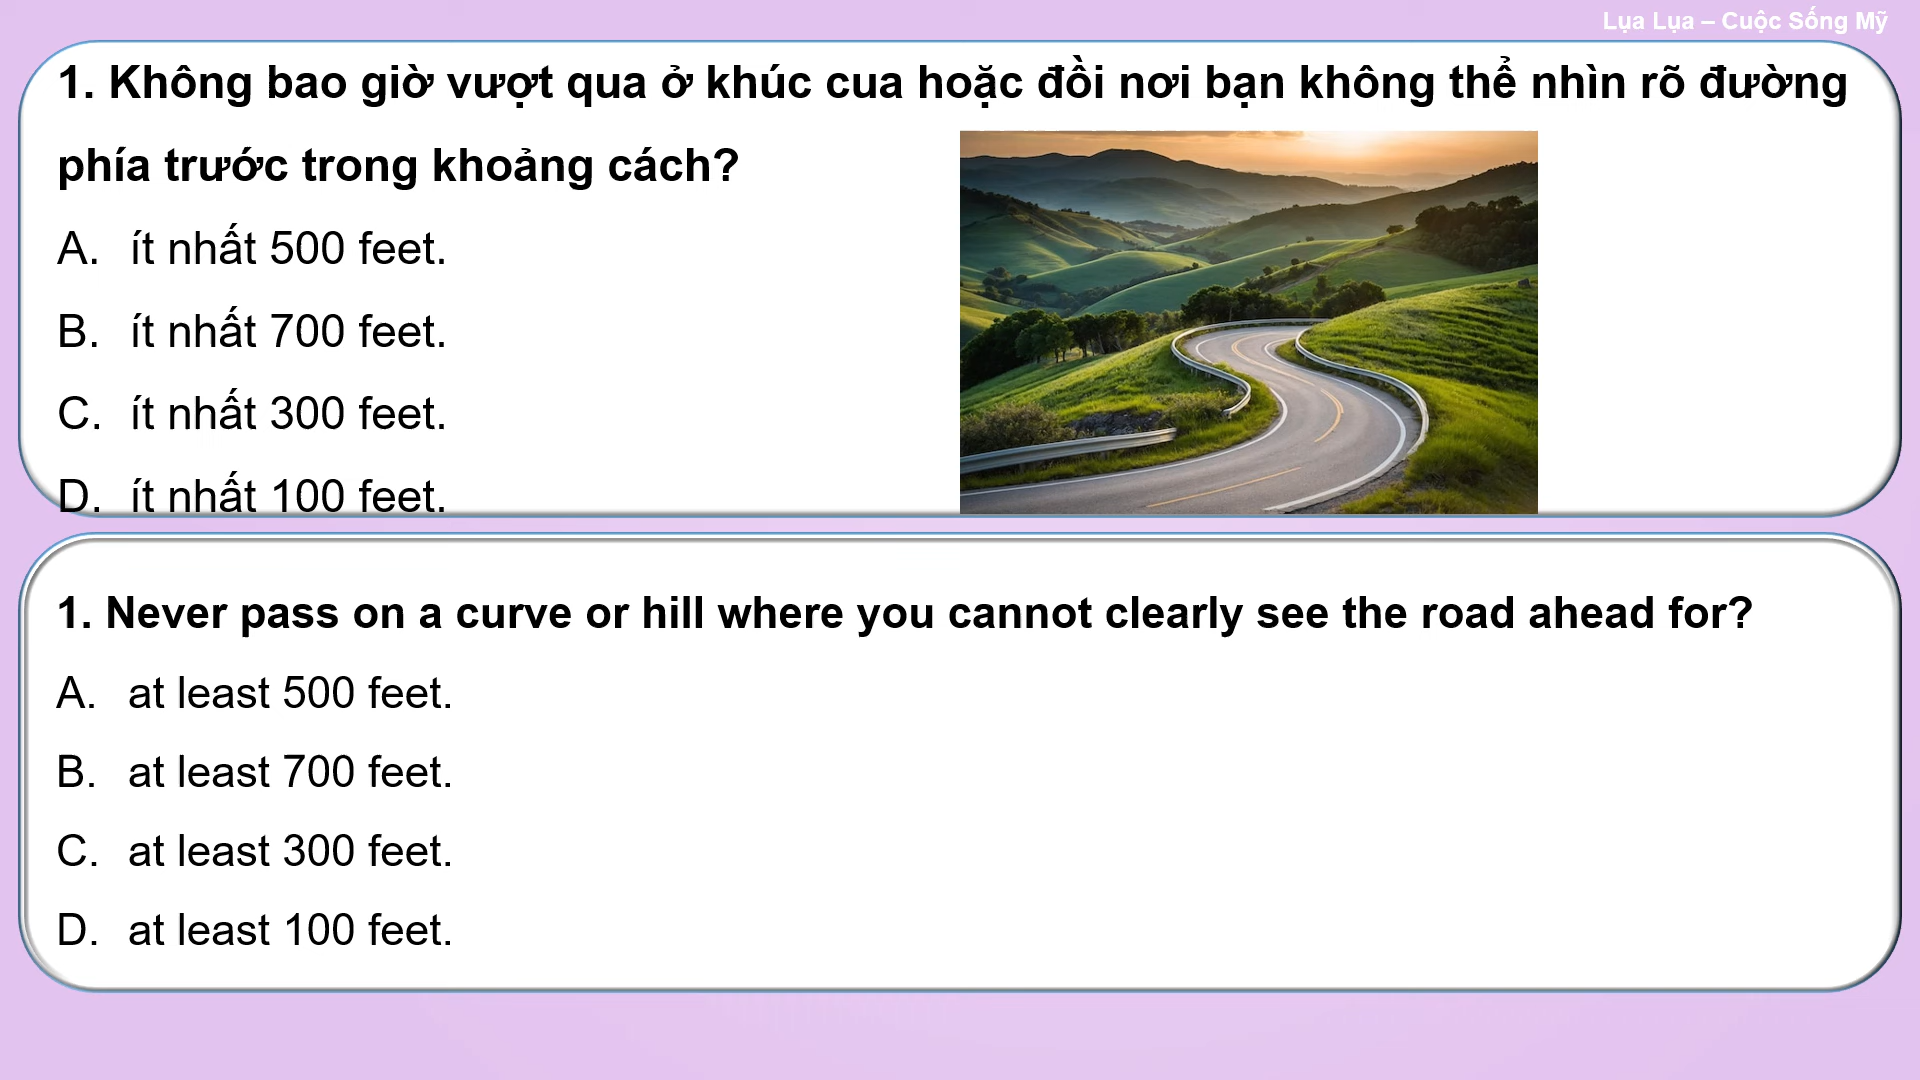 Lụa Lụa – Cuộc Sống Mỹ
1. Không bao giờ vượt qua ở khúc cua hoặc đồi nơi bạn không thể nhìn rõ đường
phía trước trong khoảng cách?
A. ít nhất 500 feet.
B. ít nhất 700 feet.
C. ít nhất 300 feet.
D. ít nhất 100 feet.
1. Never pass on a curve or hill where you cannot clearly see the road ahead for?
A. at least 500 feet.
B. at least 700 feet.
C. at least 300 feet.
D. at least 100 feet.